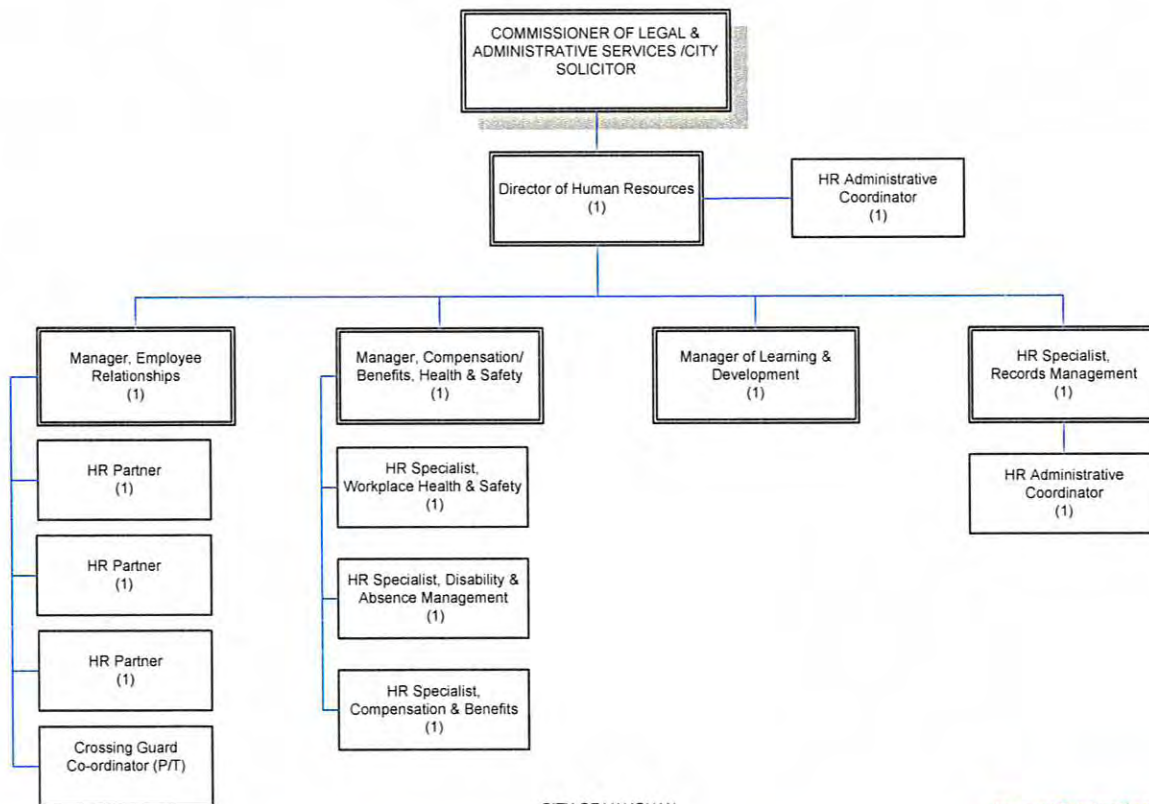 COMMISSIONER OF LEGAL &
ADMINISTRATIVE SERVICES /CITY
SOLICITOR
Director of Human Resources
(1)
HR Administrative
Coordinator
(1)
Manager, Employee
Relationships
(1)
Manager, Compensation/
Benefits, Health & Safety
(1)
Manager of Learning &
Development
(1)
HR Specialist,
Records Management
(1)
HR Partner
(1)
HR Partner
(1)
HR Partner
(1)
Crossing Guard
Co-ordinator (P/T)
HR Specialist,
Workplace Health & Safety
(1)
HR Specialist, Disability &
Absence Management
(1)
HR Specialist,
Compensation & Benefits
(1)
HR Administrative
Coordinator
(1)